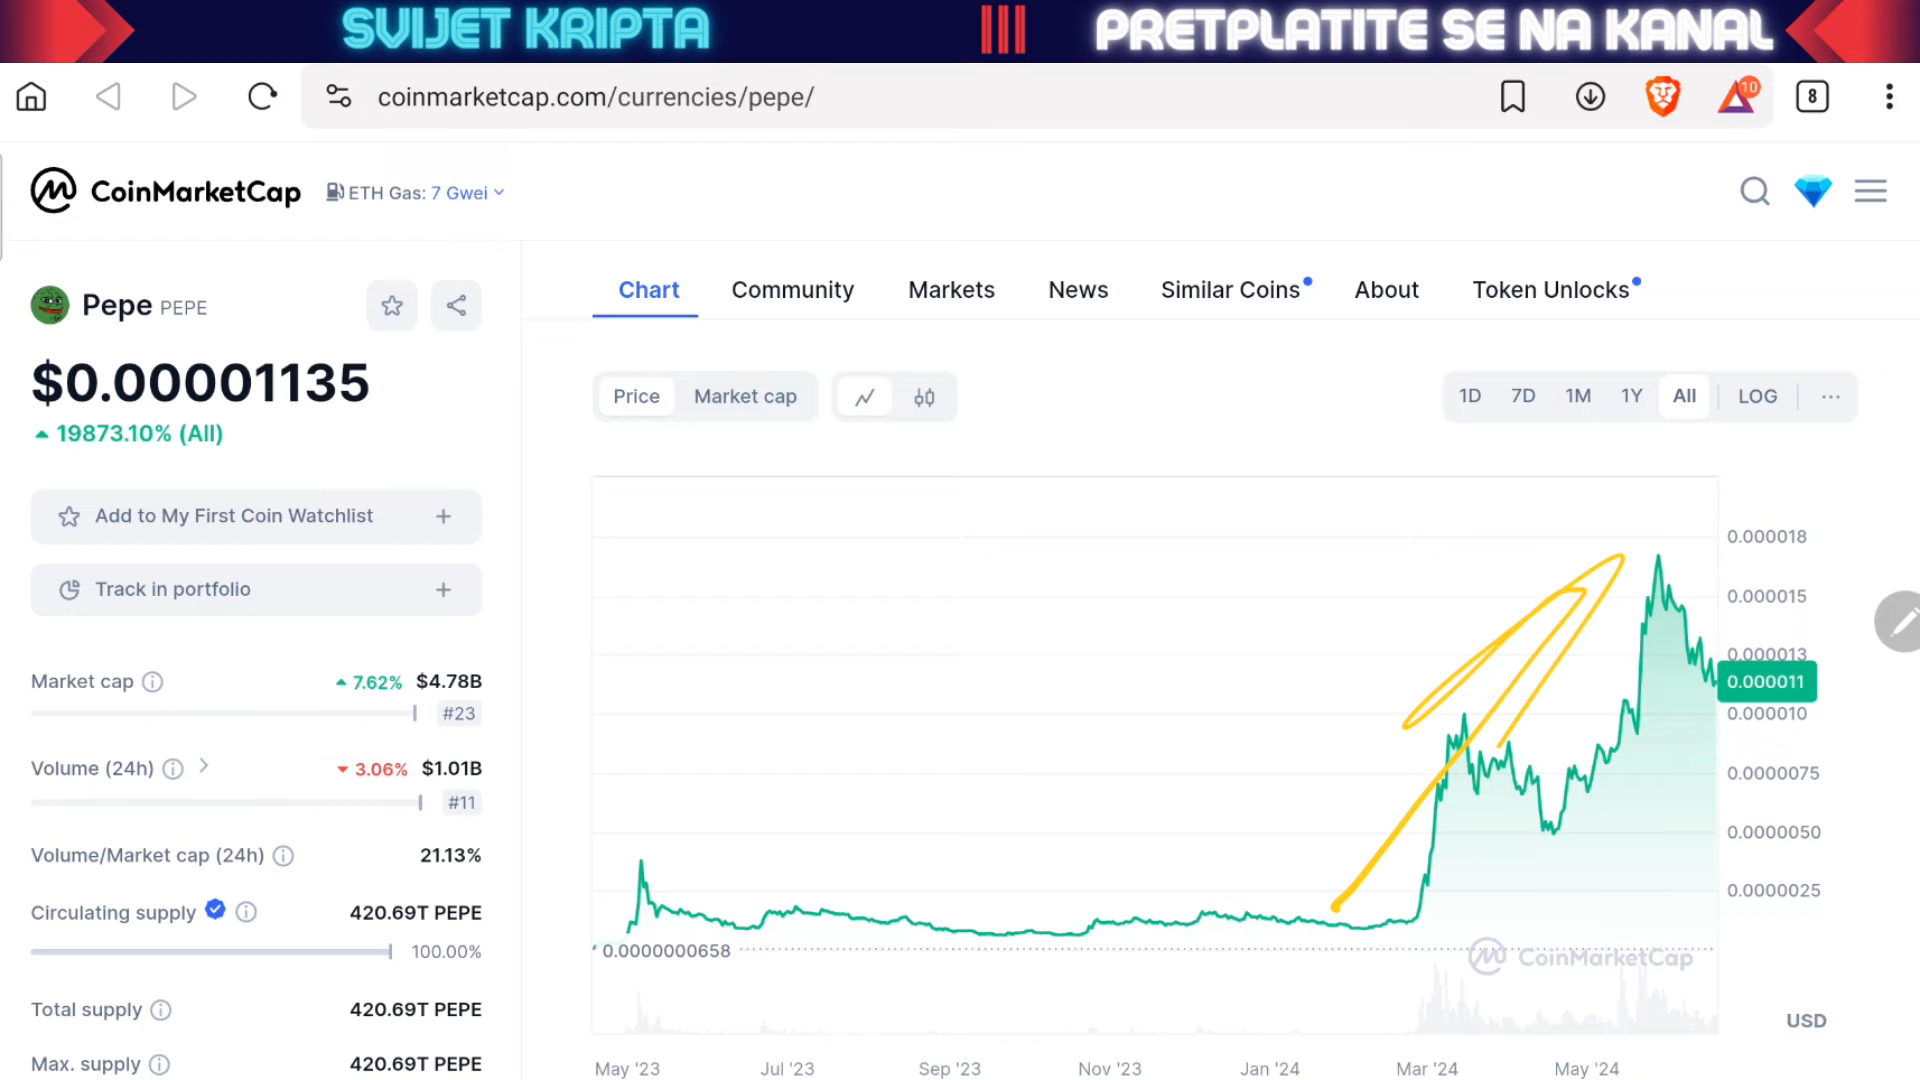 SVIJET KRIPTA
PRETPLATITE SE NA KANAL
coinmarketcap.com/currencies/pepe/
10
8
CoinMarketCap
ETH Gas: 7 Gwei
Pepe PEPE
$0.00001135
19873.10% (All)
Add to My First Coin Watchlist +
Track in portfolio +
Market cap 7.62% $4.78B
#23
Volume (24h) 3.06% $1.01B
#11
Volume/Market cap (24h) 21.13%
Circulating supply 420.69T PEPE
100.00%
Total supply 420.69T PEPE
Max. supply 420.69T PEPE
Chart Community Markets News Similar Coins About Token Unlocks
Price Market cap
1D 7D 1M 1Y All LOG ...
0.000018
0.000015
0.000013
0.000011
0.000010
0.0000075
0.0000050
0.0000025
0.0000000658
CoinMarketCap
USD
May '23 Jul '23 Sep '23 Nov '23 Jan '24 Mar '24 May '24